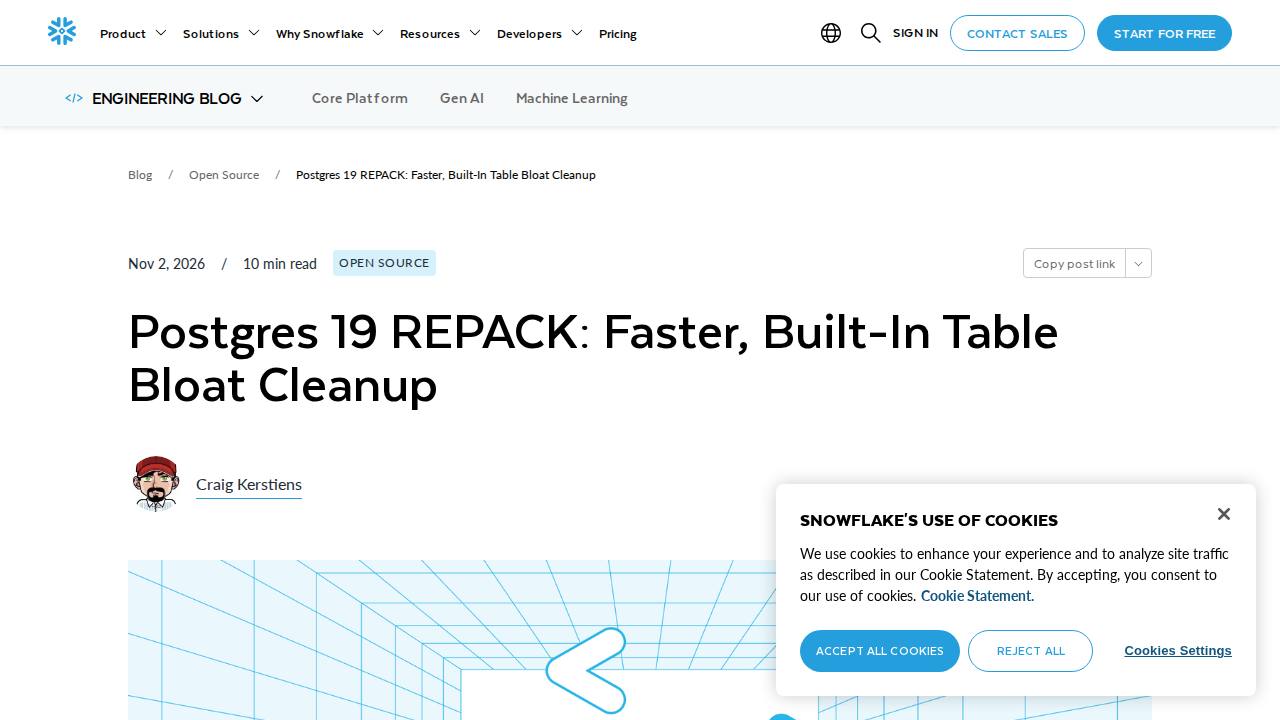 Product
Solutions
Why Snowflake
Resources
Developers
Pricing
SIGN IN
CONTACT SALES
START FOR FREE
</> ENGINEERING BLOG
Core Platform
Gen AI
Machine Learning
Blog / Open Source / Postgres 19 REPACK: Faster, Built-In Table Bloat Cleanup
Nov 2, 2026 / 10 min read OPEN SOURCE
Copy post link
Postgres 19 REPACK: Faster, Built-In Table
Bloat Cleanup
Craig Kerstiens
SNOWFLAKE'S USE OF COOKIES
We use cookies to enhance your experience and to analyze site traffic
as described in our Cookie Statement. By accepting, you consent to
our use of cookies. Cookie Statement.
ACCEPT ALL COOKIES
REJECT ALL
Cookies Settings